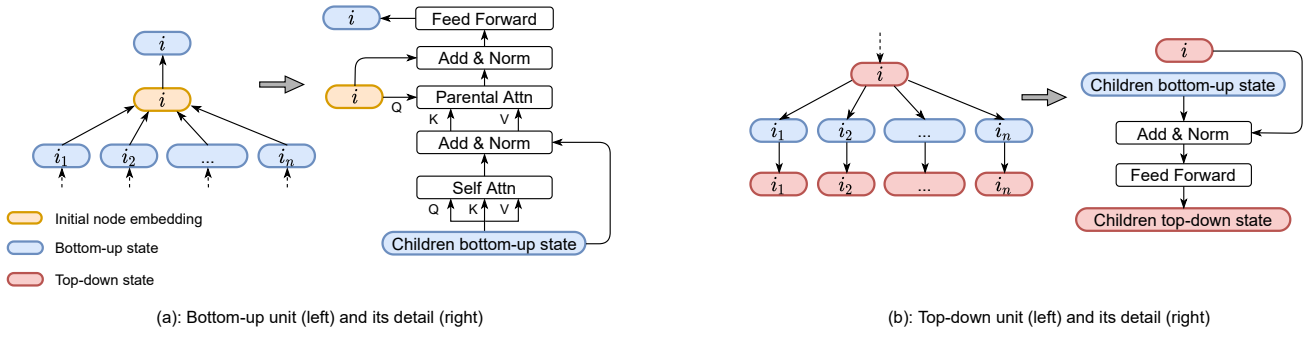 i
i
i₁ i₂ ... iₙ
Initial node embedding
Bottom-up state
Top-down state
i Feed Forward
Add & Norm
i Q Parental Attn
K V
Add & Norm
Self Attn
Q K V
Children bottom-up state
(a): Bottom-up unit (left) and its detail (right)
i
i₁ i₂ ... iₙ
i₁ i₂ ... iₙ
i
Children bottom-up state
Add & Norm
Feed Forward
Children top-down state
(b): Top-down unit (left) and its detail (right)